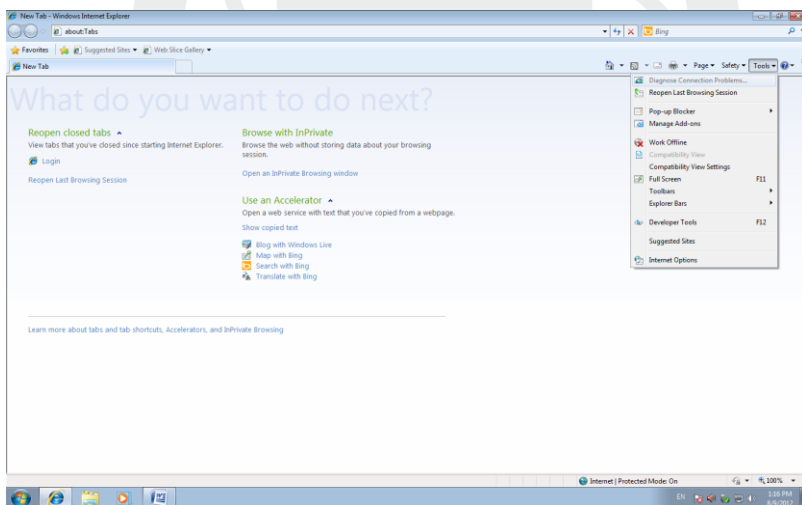 New Tab - Windows Internet Explorer
about:Tabs
Bing
Favorites Suggested Sites Web Slice Gallery
New Tab
Page Safety Tools
What do you want to do next?
Reopen closed tabs
View tabs that you've closed since starting Internet Explorer.
Login
Reopen Last Browsing Session
Browse with InPrivate
Browse the web without storing data about your browsing
session.
Open an InPrivate Browsing window
Use an Accelerator
Open a web service with text that you've copied from a webpage.
Show copied text
Blog with Windows Live
Map with Bing
Search with Bing
Translate with Bing
Learn more about tabs and tab shortcuts, Accelerators, and InPrivate Browsing
Diagnose Connection Problems...
Reopen Last Browsing Session
Pop-up Blocker
Manage Add-ons
Work Offline
Compatibility View
Compatibility View Settings
Full Screen F11
Toolbars
Explorer Bars
Developer Tools F12
Suggested Sites
Internet Options
Internet | Protected Mode: On
100%
EN
3:16 PM
6/9/2012